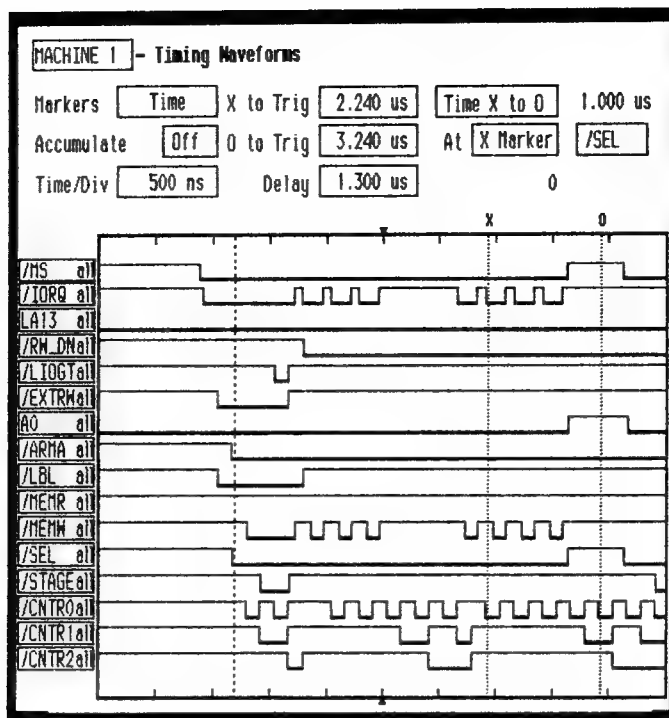 MACHINE 1 - Timing Waveforms
Markers Time X to Trig 2.240 us Time X to O 1.000 us
Accumulate Off O to Trig 3.240 us At X Marker /SEL
Time/Div 500 ns Delay 1.300 us 0
X O
/MS all
/IORQ all
LA13 all
/RW_DNall
/LIOGTall
/EXTRWall
A0 all
/ARMA all
/LBL all
/MEMR all
/MEMW all
/SEL all
/STAGEall
/CNTR0all
/CNTR1all
/CNTR2all